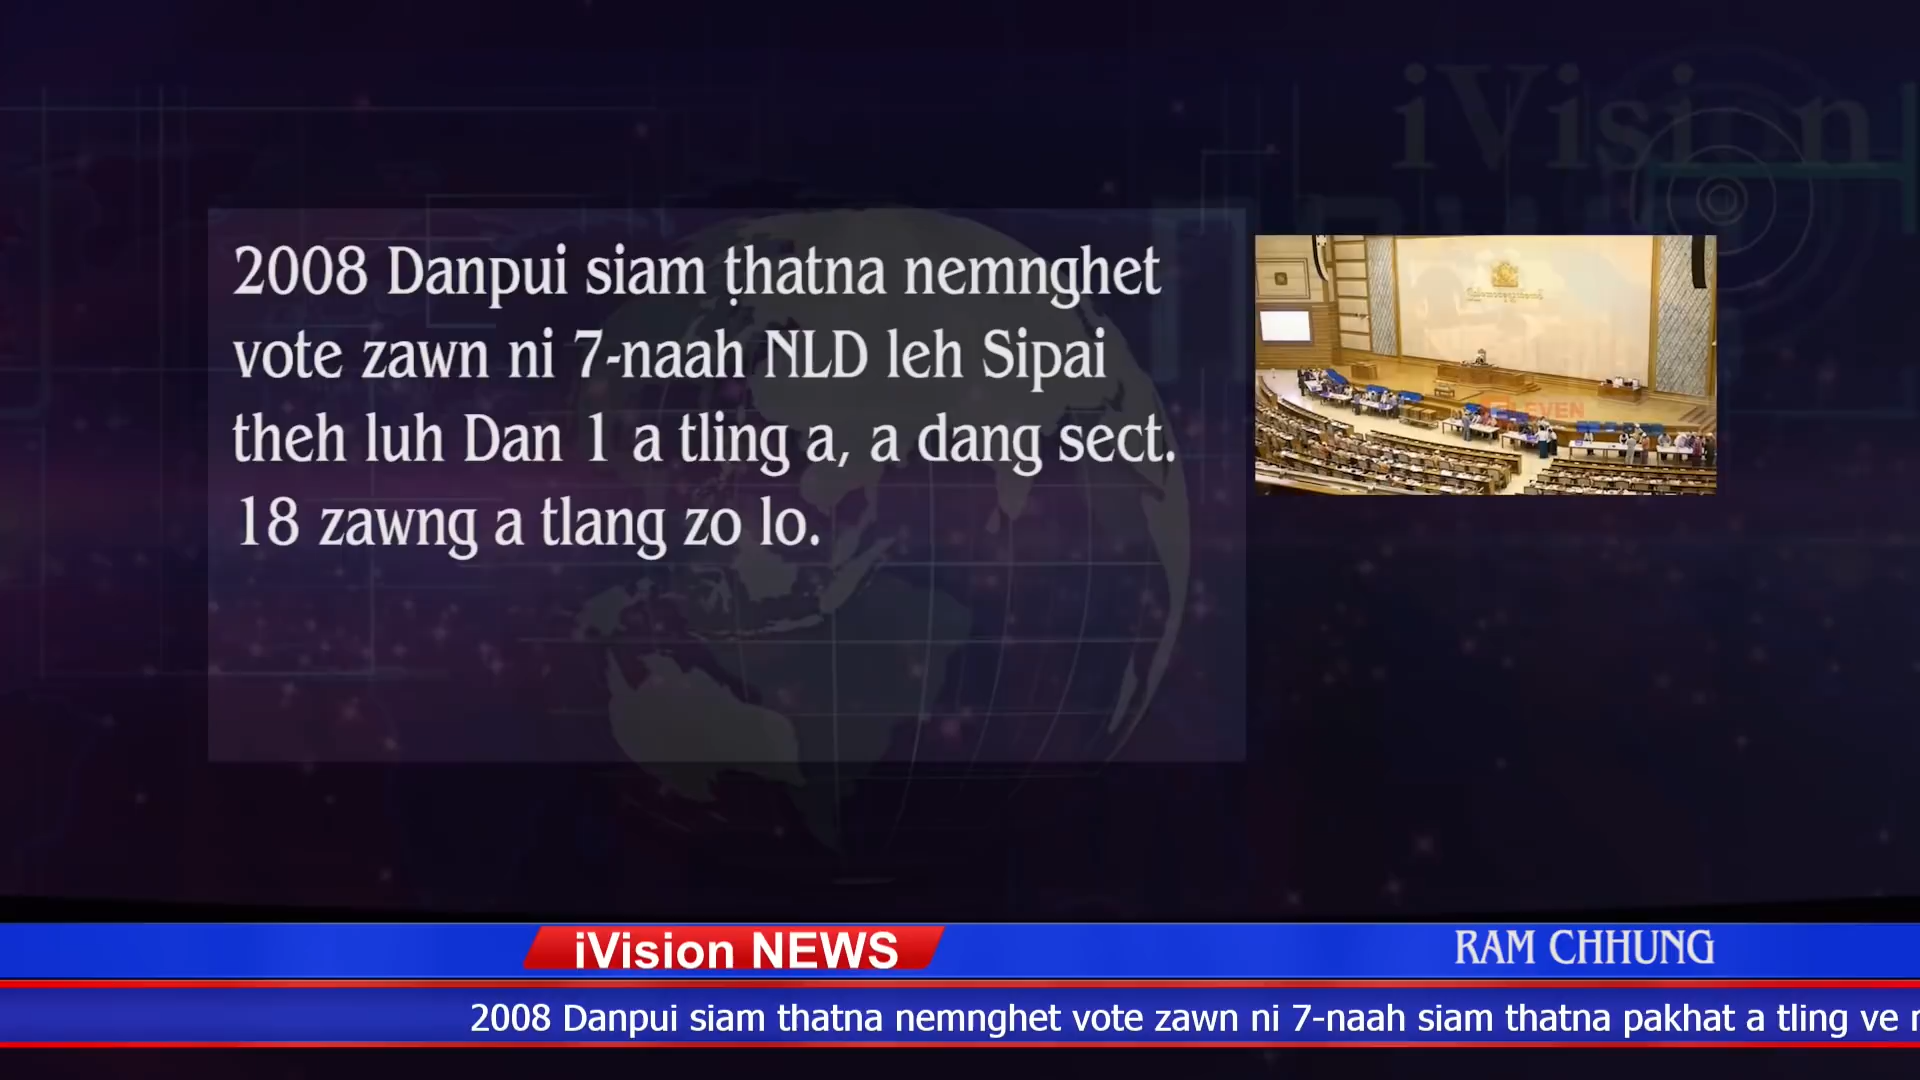 iVision
2008 Danpui siam ṭhatna nemnghet
vote zawn ni 7-naah NLD leh Sipai
theh luh Dan 1 a tling a, a dang sect.
18 zawng a tlang zo lo.
ELEVEN
iVision NEWS
RAM CHHUNG
2008 Danpui siam thatna nemnghet vote zawn ni 7-naah siam thatna pakhat a tling ve